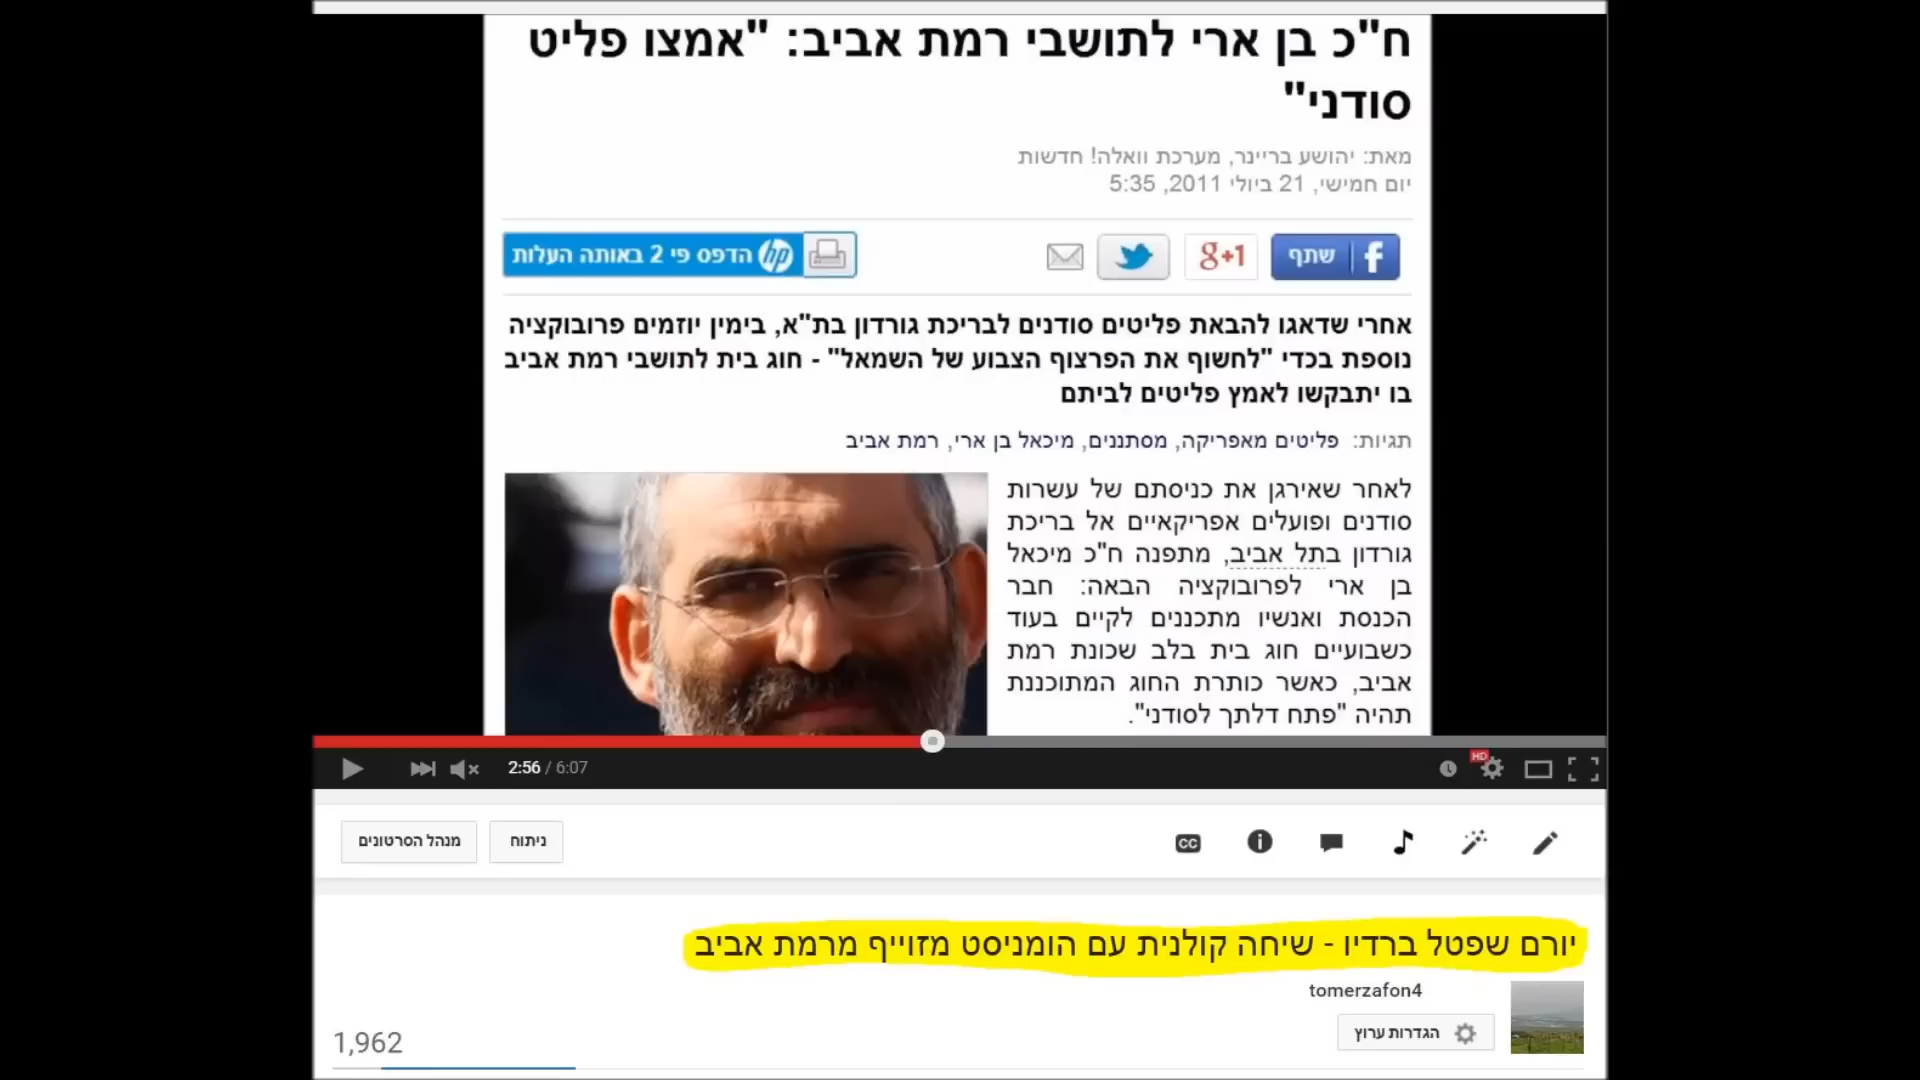 ח"כ בן ארי לתושבי רמת אביב: "אמצו פליט
סודני"
מאת: יהושע בריינר, מערכת וואלה! חדשות
יום חמישי, 21 ביולי 2011, 5:35
שתף
g+1
הדפס פי 2 באותה העלות
hp
אחרי שדאגו להבאת פליטים סודנים לבריכת גורדון בת"א, בימין יוזמים פרובוקציה
נוספת בכדי "לחשוף את הפרצוף הצבוע של השמאל" - חוג בית לתושבי רמת אביב
בו יתבקשו לאמץ פליטים לביתם
תגיות: פליטים מאפריקה, מסתננים, מיכאל בן ארי, רמת אביב
לאחר שאירגן את כניסתם של עשרות
סודנים ופועלים אפריקאיים אל בריכת
גורדון בתל אביב, מתפנה ח"כ מיכאל
בן ארי לפרובוקציה הבאה: חבר
הכנסת ואנשיו מתכננים לקיים בעוד
כשבועיים חוג בית בלב שכונת רמת
אביב, כאשר כותרת החוג המתוכננת
תהיה "פתח דלתך לסודני".
2:56 / 6:07
HD
מנהל הסרטונים
ניתוח
CC
יורם שפטל ברדיו - שיחה קולנית עם הומניסט מזוייף מרמת אביב
tomerzafon4
הגדרות ערוץ
1,962